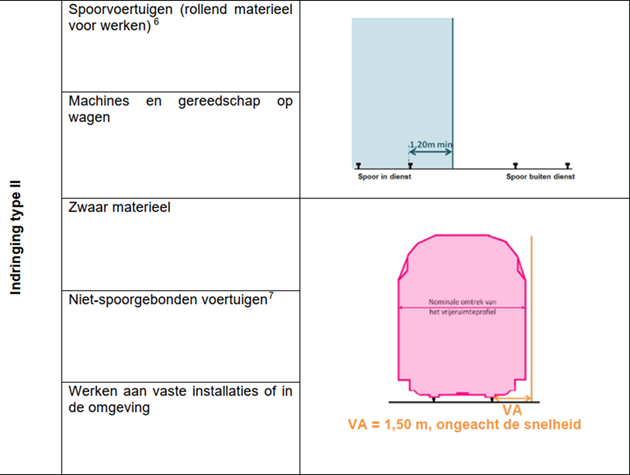 Indringing type II
Spoorvoertuigen (rollend materieel
voor werken) 6
1,20m min
Spoor in dienst
Spoor buiten dienst
Machines en gereedschap op
wagen
Zwaar materieel
Nominale omtrek van
het vrijeruimteprofiel
VA
VA = 1,50 m, ongeacht de snelheid
Niet-spoorgebonden voertuigen7
Werken aan vaste installaties of in
de omgeving